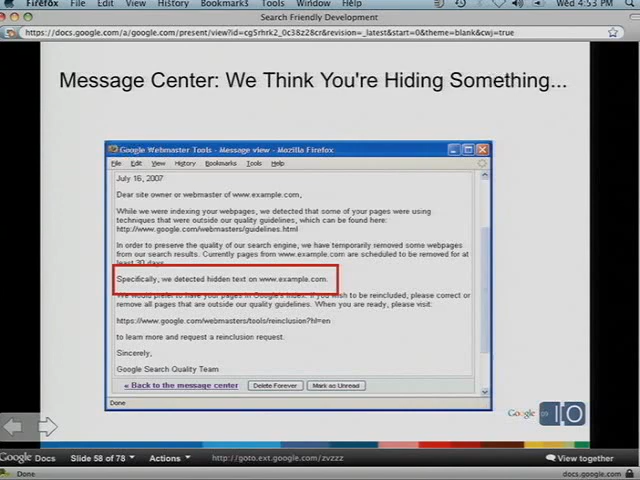 Firefox File Edit View History Bookmarks Tools Window Help Wed 4:53 PM
Search Friendly Development
https://docs.google.com/a/google.com/present/view?id=cg5rhrk2_0c38z28cr&revision=_latest&start=0&theme=blank&cwj=true
Message Center: We Think You're Hiding Something...
Google Webmaster Tools - Message view - Mozilla Firefox
File Edit View History Bookmarks Tools Help
July 16, 2007
Dear site owner or webmaster of www.example.com,
While we were indexing your webpages, we detected that some of your pages were using
techniques that were outside our quality guidelines, which can be found here:
http://www.google.com/webmasters/guidelines.html
In order to preserve the quality of our search engine, we have temporarily removed some webpages
from our search results. Currently pages from www.example.com are scheduled to be removed for at
least 30 days.
Specifically, we detected hidden text on www.example.com.
We would prefer to have your pages in Google's index. If you wish to be reincluded, please correct or
remove all pages that are outside our quality guidelines. When you are ready, please visit:
https://www.google.com/webmasters/tools/reinclusion?hl=en
to learn more and request a reinclusion request.
Sincerely,
Google Search Quality Team
« Back to the message center Delete Forever Mark as Unread
Done
Google IO
Google Docs Slide 58 of 78 Actions http://goto.ext.google.com/zvzzz View together
Done docs.google.com